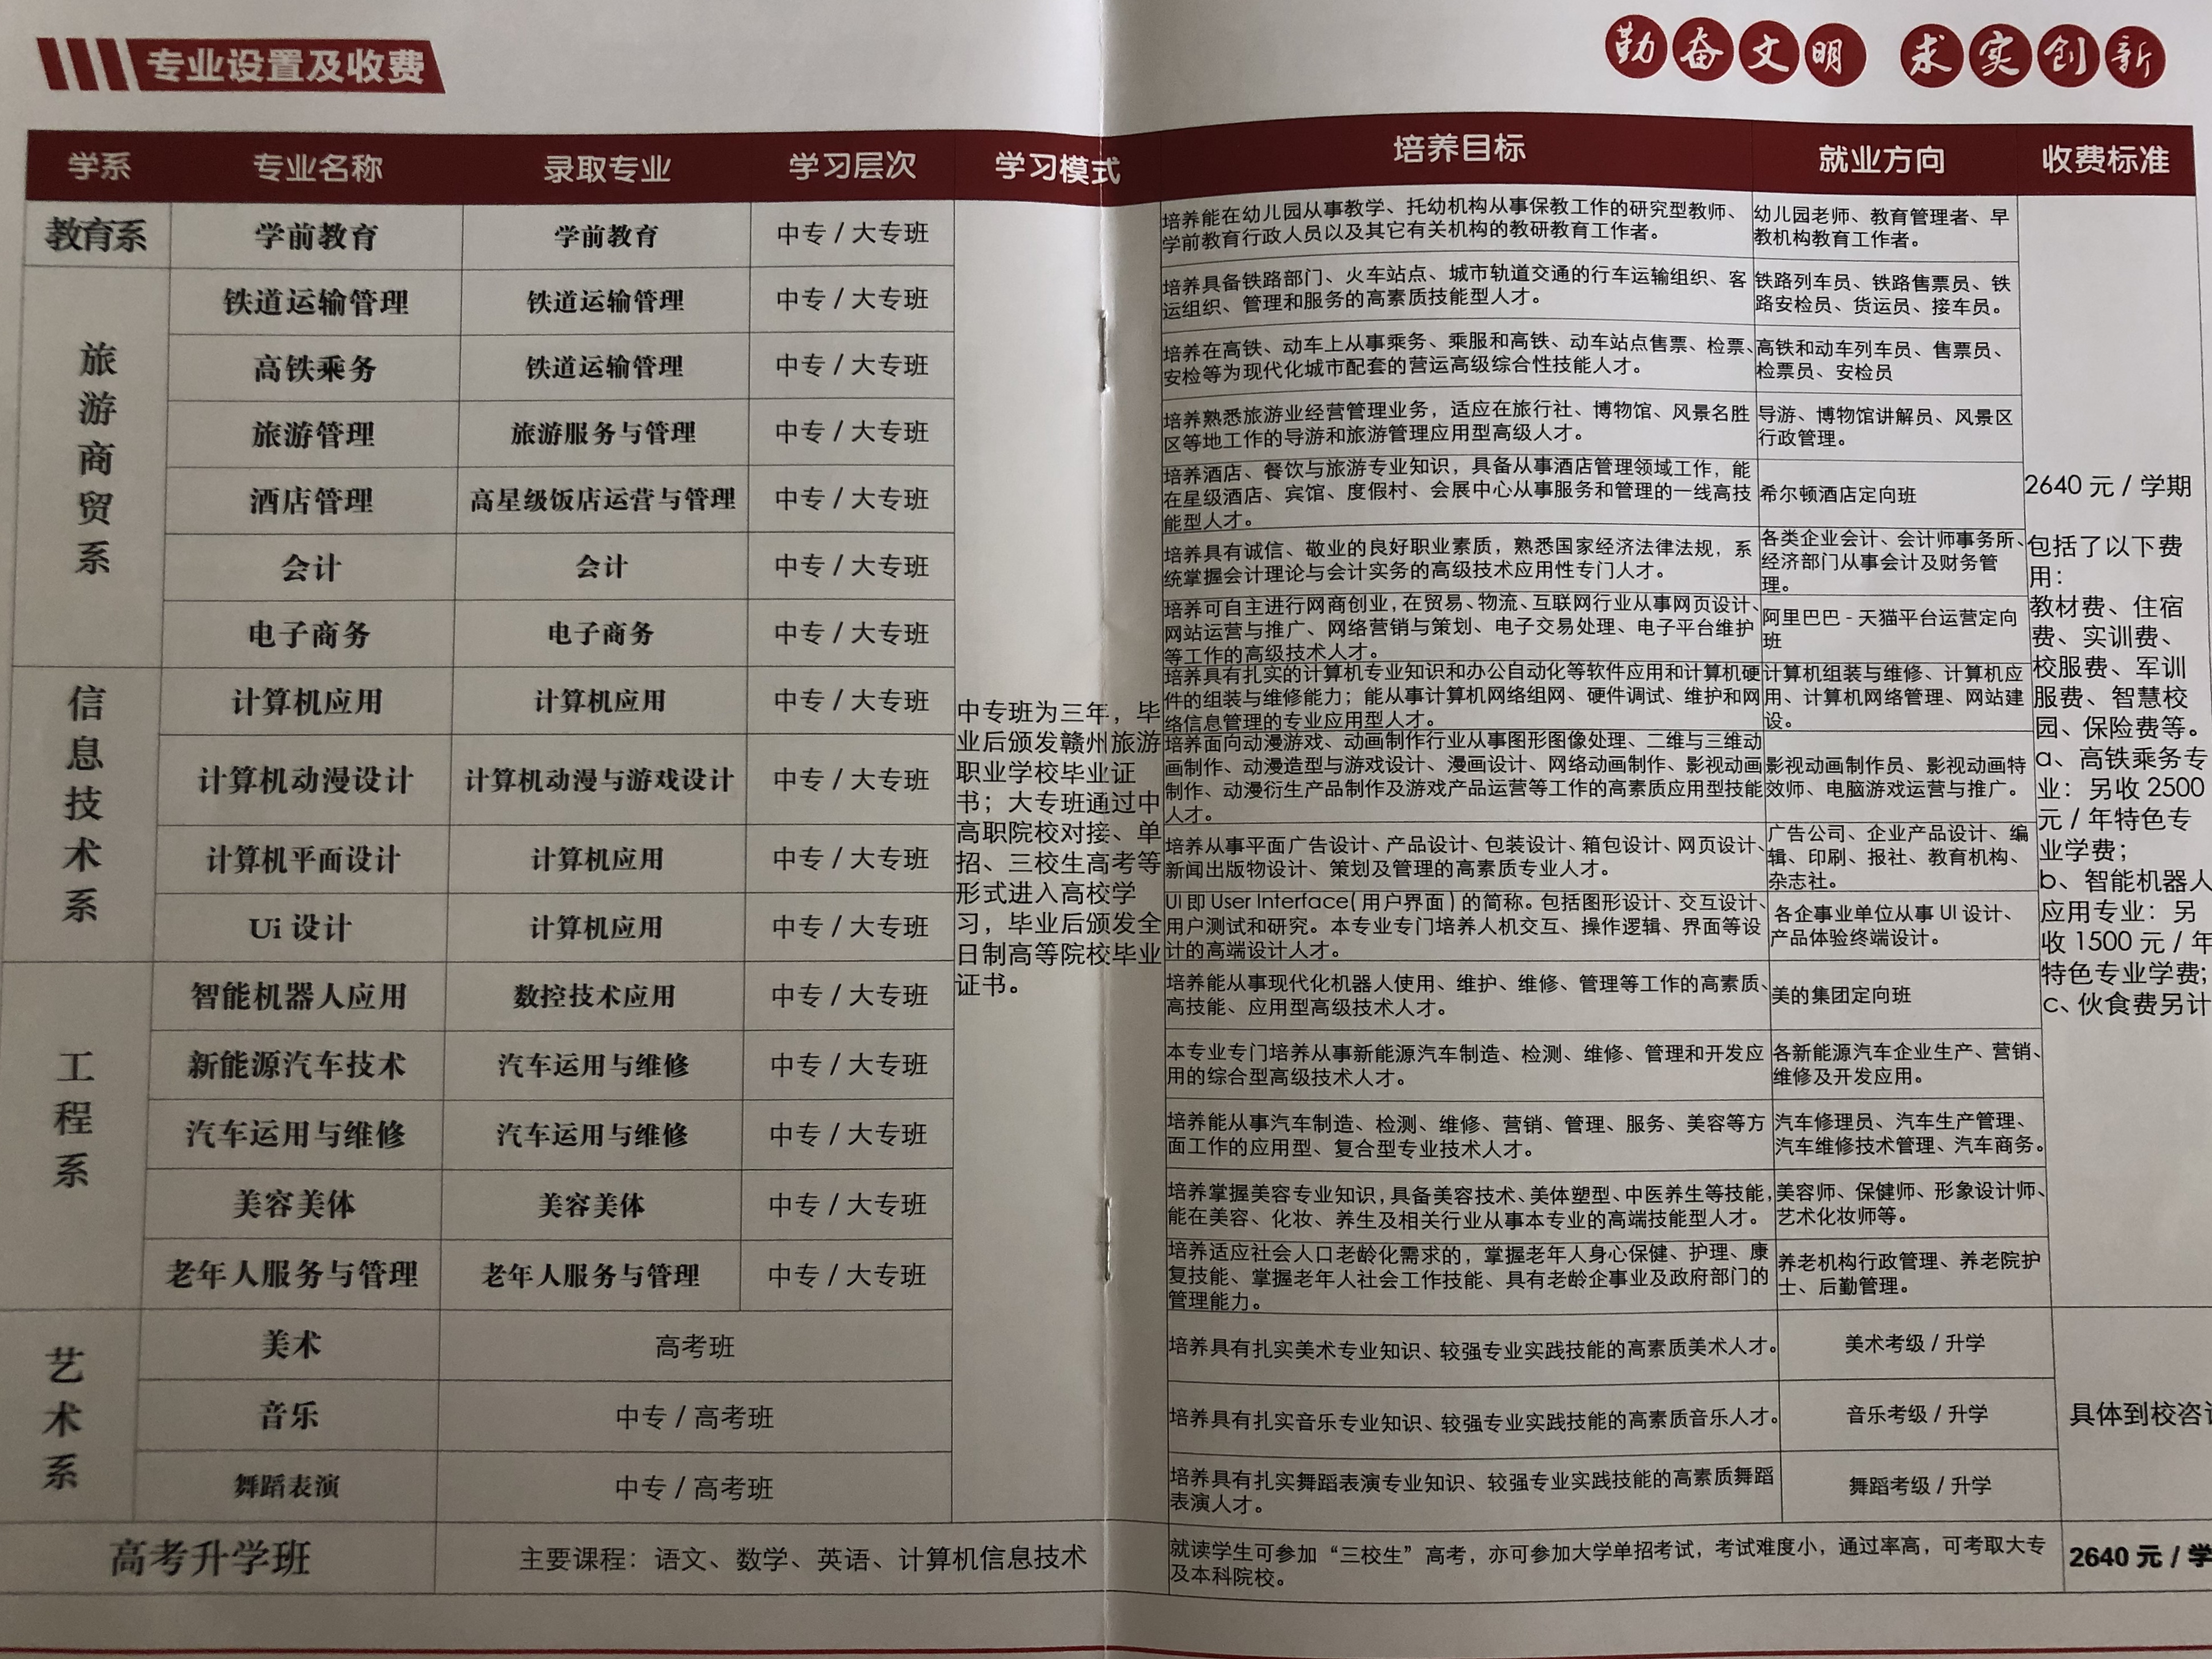 专业设置及收费
勤奋文明 求实创新
学系 专业名称 录取专业 学习层次 学习模式 培养目标 就业方向 收费标准
教育系 学前教育 学前教育 中专 / 大专班
培养能在幼儿园从事教学、托幼机构从事保教工作的研究型教师、
学前教育行政人员以及其它有关机构的教研教育工作者。
幼儿园老师、教育管理者、早
教机构教育工作者。
旅游商贸系
铁道运输管理 铁道运输管理 中专 / 大专班
培养具备铁路部门、火车站点、城市轨道交通的行车运输组织、客
运组织、管理和服务的高素质技能型人才。
铁路列车员、铁路售票员、铁
路安检员、货运员、接车员。
高铁乘务 铁道运输管理 中专 / 大专班
培养在高铁、动车上从事乘务、乘服和高铁、动车站点售票、检票、
安检等为现代化城市配套的营运高级综合性技能人才。
高铁和动车列车员、售票员、
检票员、安检员
旅游管理 旅游服务与管理 中专 / 大专班
培养熟悉旅游业经营管理业务，适应在旅行社、博物馆、风景名胜
区等地工作的导游和旅游管理应用型高级人才。
导游、博物馆讲解员、风景区
行政管理。
酒店管理 高星级饭店运营与管理 中专 / 大专班
培养酒店、餐饮与旅游专业知识，具备从事酒店管理领域工作，能
在星级酒店、宾馆、度假村、会展中心从事服务和管理的一线高技
能型人才。
希尔顿酒店定向班
会计 会计 中专 / 大专班
培养具有诚信、敬业的良好职业素质，熟悉国家经济法律法规，系
统掌握会计理论与会计实务的高级技术应用性专门人才。
各类企业会计、会计师事务所、
经济部门从事会计及财务管
理。
电子商务 电子商务 中专 / 大专班
培养可自主进行网商创业，在贸易、物流、互联网行业从事网页设计、
网站运营与推广、网络营销与策划、电子交易处理、电子平台维护
等工作的高级技术人才。
阿里巴巴 - 天猫平台运营定向
班
信息技术系
计算机应用 计算机应用 中专 / 大专班
培养具有扎实的计算机专业知识和办公自动化等软件应用和计算机硬
件的组装与维修能力；能从事计算机网络组网、硬件调试、维护和网
络信息管理的专业应用型人才。
计算机组装与维修、计算机应
用、计算机网络管理、网站建
设。
计算机动漫设计 计算机动漫与游戏设计 中专 / 大专班
培养面向动漫游戏、动画制作行业从事图形图像处理、二维与三维动
画制作、动漫造型与游戏设计、漫画设计、网络动画制作、影视动画
制作、动漫衍生产品制作及游戏产品运营等工作的高素质应用型技能
人才。
影视动画制作员、影视动画特
效师、电脑游戏运营与推广。
计算机平面设计 计算机应用 中专 / 大专班
培养从事平面广告设计、产品设计、包装设计、箱包设计、网页设计、
新闻出版物设计、策划及管理的高素质专业人才。
广告公司、企业产品设计、编
辑、印刷、报社、教育机构、
杂志社。
Ui 设计 计算机应用 中专 / 大专班
UI 即 User Interface( 用户界面 ) 的简称。包括图形设计、交互设计、
用户测试和研究。本专业专门培养人机交互、操作逻辑、界面等设
计的高端设计人才。
各企事业单位从事 UI 设计、
产品体验终端设计。
工程系
智能机器人应用 数控技术应用 中专 / 大专班
培养能从事现代化机器人使用、维护、维修、管理等工作的高素质、
高技能、应用型高级技术人才。
美的集团定向班
新能源汽车技术 汽车运用与维修 中专 / 大专班
本专业专门培养从事新能源汽车制造、检测、维修、管理和开发应
用的综合型高级技术人才。
各新能源汽车企业生产、营销、
维修及开发应用。
汽车运用与维修 汽车运用与维修 中专 / 大专班
培养能从事汽车制造、检测、维修、营销、管理、服务、美容等方
面工作的应用型、复合型专业技术人才。
汽车修理员、汽车生产管理、
汽车维修技术管理、汽车商务。
美容美体 美容美体 中专 / 大专班
培养掌握美容专业知识，具备美容技术、美体塑型、中医养生等技能，
能在美容、化妆、养生及相关行业从事本专业的高端技能型人才。
美容师、保健师、形象设计师、
艺术化妆师等。
老年人服务与管理 老年人服务与管理 中专 / 大专班
培养适应社会人口老龄化需求的，掌握老年人身心保健、护理、康
复技能、掌握老年人社会工作技能、具有老龄企事业及政府部门的
管理能力。
养老机构行政管理、养老院护
士、后勤管理。
中专班为三年，毕
业后颁发赣州旅游
职业学校毕业证
书；大专班通过中
高职院校对接、单
招、三校生高考等
形式进入高校学
习，毕业后颁发全
日制高等院校毕业
证书。
2640 元 / 学期
包括了以下费
用：
教材费、住宿
费、实训费、
校服费、军训
服费、智慧校
园、保险费等。
a、高铁乘务专
业：另收 2500
元 / 年特色专
业学费；
b、智能机器人
应用专业：另
收 1500 元 / 年
特色专业学费；
c、伙食费另计
艺术系
美术 高考班
培养具有扎实美术专业知识、较强专业实践技能的高素质美术人才。
美术考级 / 升学
音乐 中专 / 高考班
培养具有扎实音乐专业知识、较强专业实践技能的高素质音乐人才。
音乐考级 / 升学
舞蹈表演 中专 / 高考班
培养具有扎实舞蹈表演专业知识、较强专业实践技能的高素质舞蹈
表演人才。
舞蹈考级 / 升学
具体到校咨
高考升学班 主要课程：语文、数学、英语、计算机信息技术
就读学生可参加“三校生”高考，亦可参加大学单招考试，考试难度小，通过率高，可考取大专
及本科院校。
2640 元 / 学